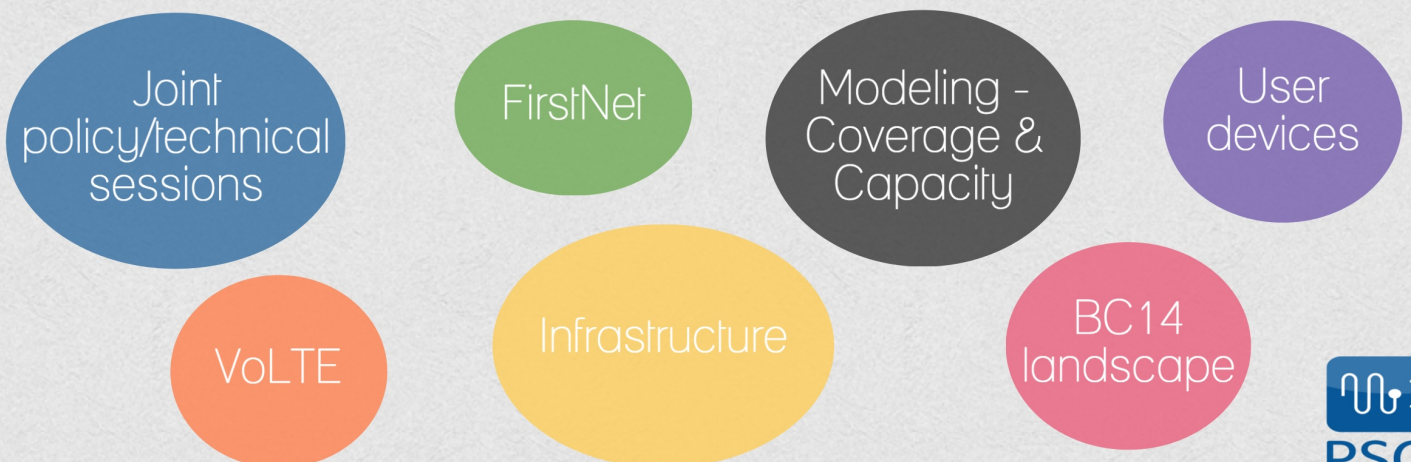 Joint
policy/technical
sessions
FirstNet
Modeling -
Coverage &
Capacity
User
devices
VoLTE
Infrastructure
BC14
landscape